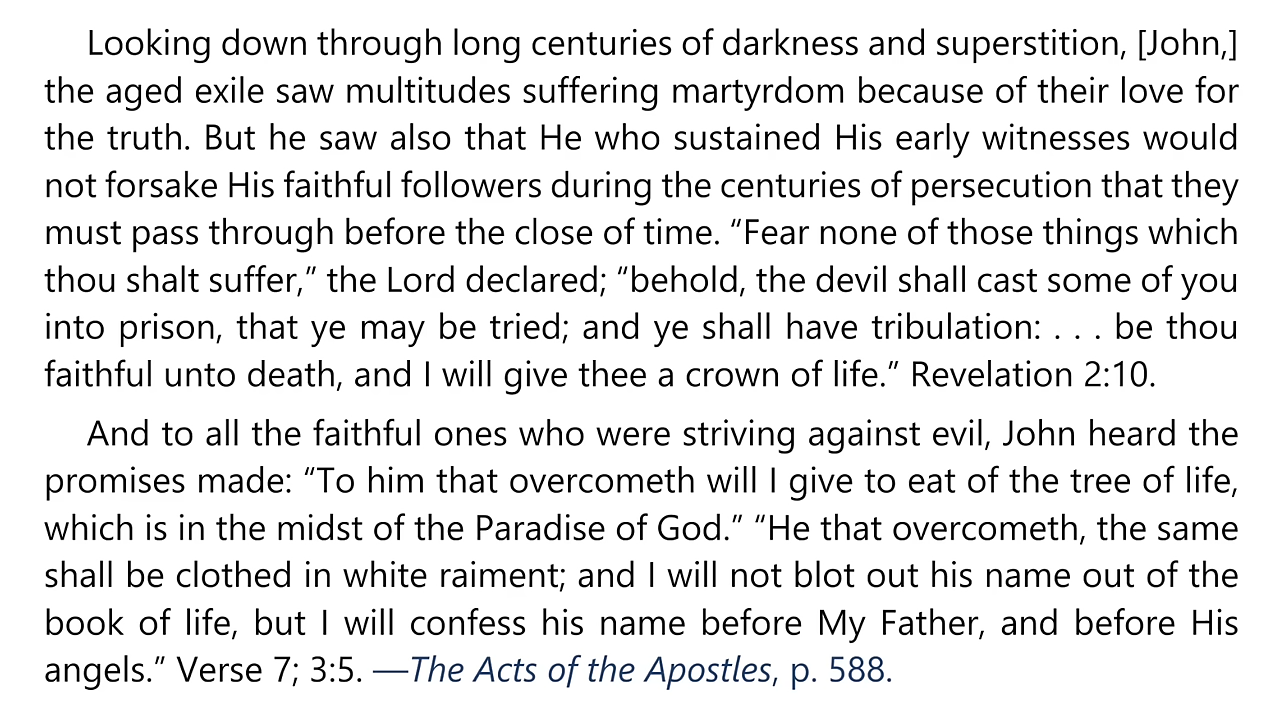 Looking down through long centuries of darkness and superstition, [John,]
the aged exile saw multitudes suffering martyrdom because of their love for
the truth. But he saw also that He who sustained His early witnesses would
not forsake His faithful followers during the centuries of persecution that they
must pass through before the close of time. “Fear none of those things which
thou shalt suffer,” the Lord declared; “behold, the devil shall cast some of you
into prison, that ye may be tried; and ye shall have tribulation: . . . be thou
faithful unto death, and I will give thee a crown of life.” Revelation 2:10.
And to all the faithful ones who were striving against evil, John heard the
promises made: “To him that overcometh will I give to eat of the tree of life,
which is in the midst of the Paradise of God.” “He that overcometh, the same
shall be clothed in white raiment; and I will not blot out his name out of the
book of life, but I will confess his name before My Father, and before His
angels.” Verse 7; 3:5. —The Acts of the Apostles, p. 588.